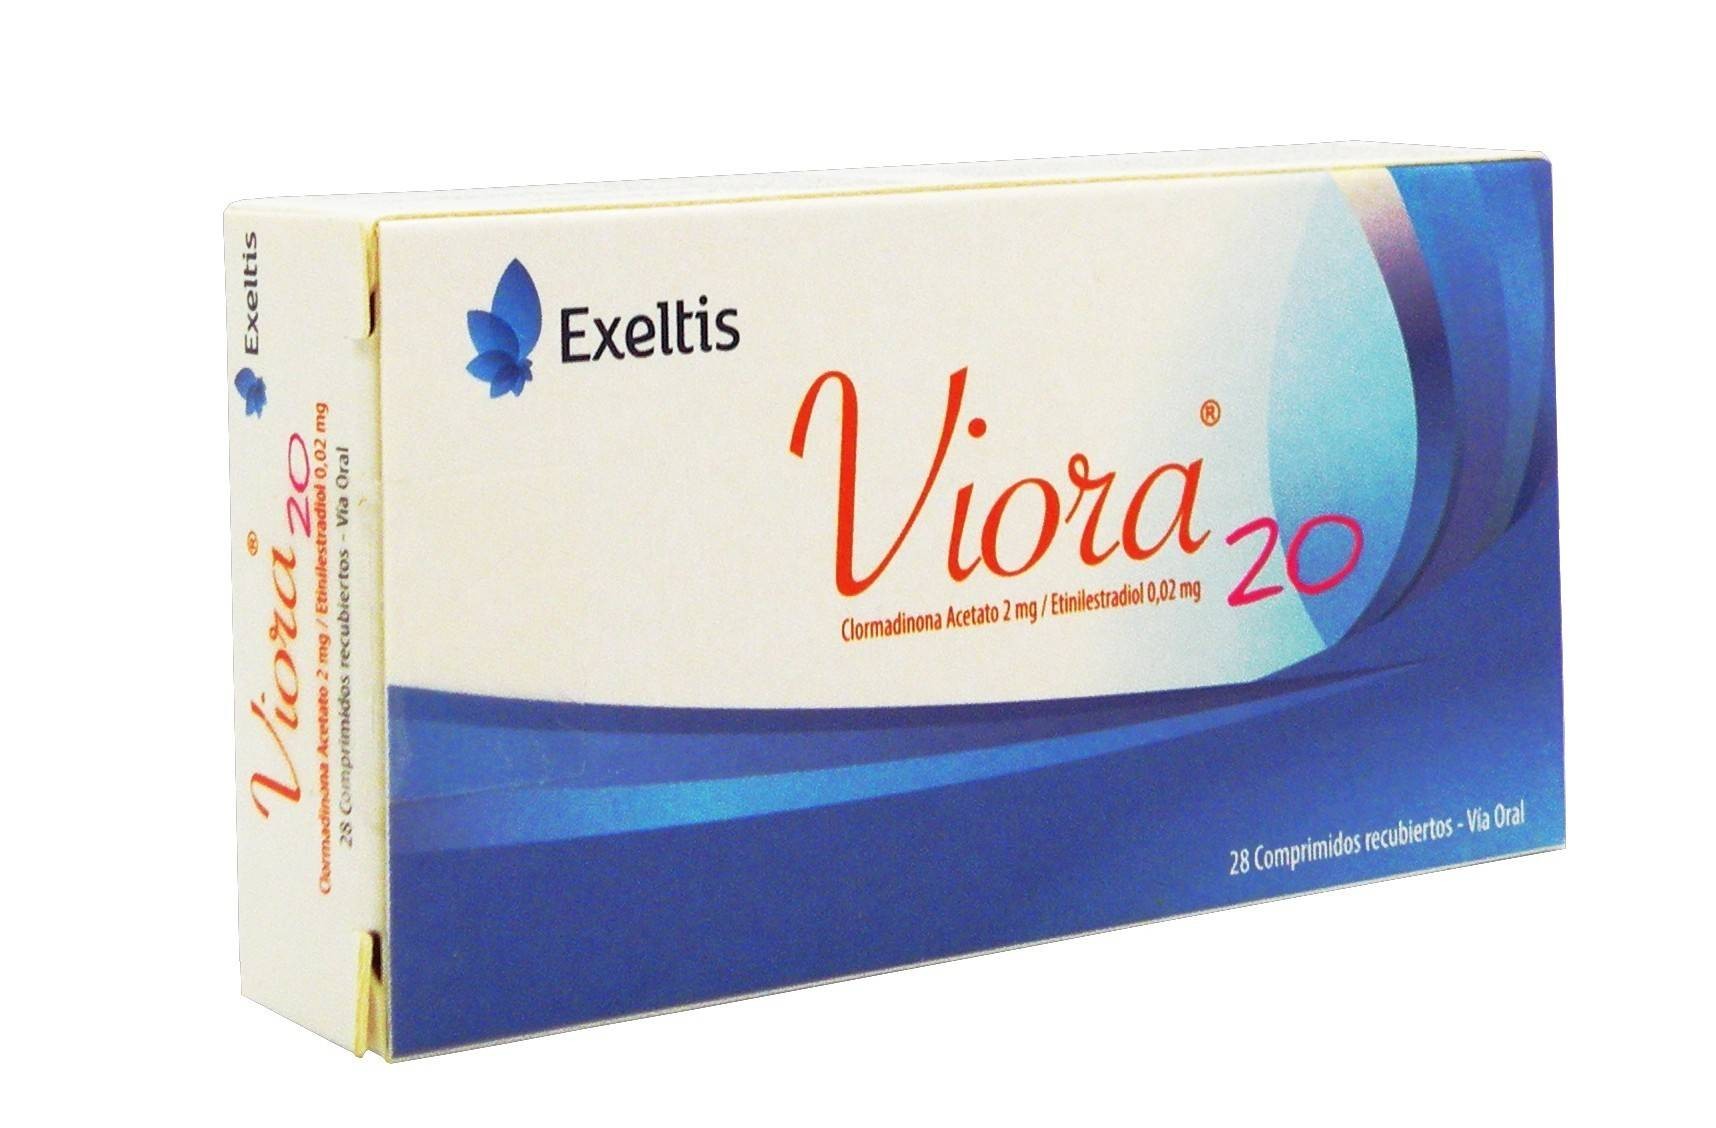 Exeltis
Viora® 20
Clormadinona Acetato 2 mg / Etinilestradiol 0,02 mg
28 Comprimidos recubiertos - Vía Oral
Exeltis
Viora® 20
Clormadinona Acetato 2 mg / Etinilestradiol 0,02 mg
28 Comprimidos recubiertos - Vía Oral